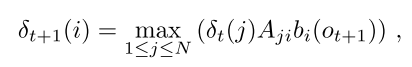 δ_{t+1}(i) = \max_{1≤j≤N} (δ_t(j)A_{ji}b_i(o_{t+1})) ,